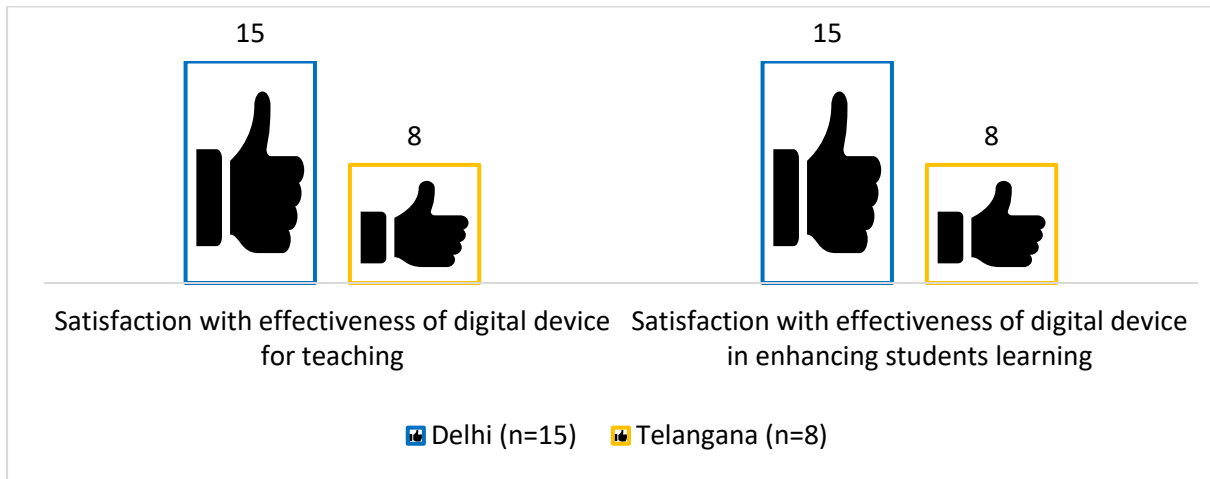 15
8
15
8
Satisfaction with effectiveness of digital device
for teaching
Satisfaction with effectiveness of digital device
in enhancing students learning
Delhi (n=15)
Telangana (n=8)